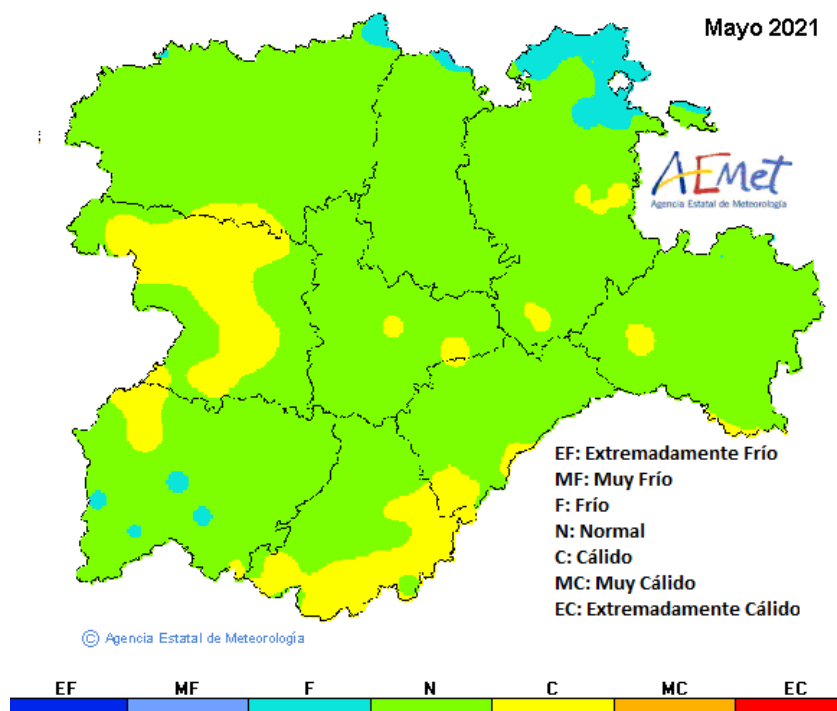 Mayo 2021
AEMet
Agencia Estatal de Meteorología
EF: Extremadamente Frío
MF: Muy Frío
F: Frío
N: Normal
C: Cálido
MC: Muy Cálido
EC: Extremadamente Cálido
© Agencia Estatal de Meteorología
EF MF F N C MC EC